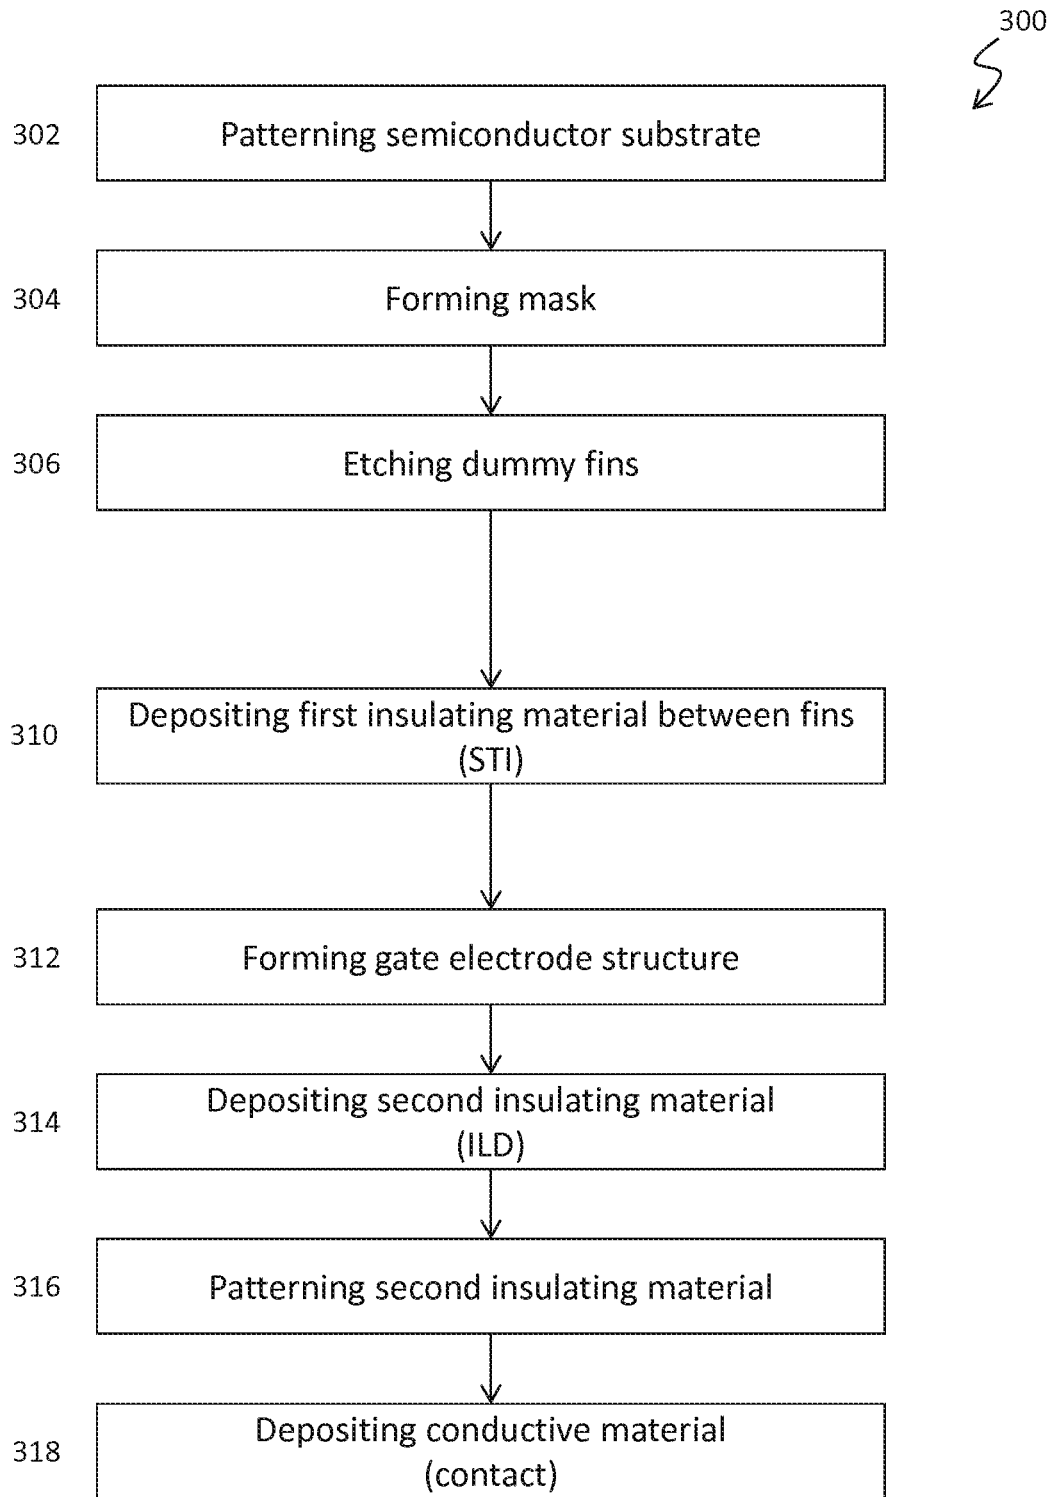 300
302
Patterning semiconductor substrate
304
Forming mask
306
Etching dummy fins
310
Depositing first insulating material between fins
(STI)
312
Forming gate electrode structure
314
Depositing second insulating material
(ILD)
316
Patterning second insulating material
318
Depositing conductive material
(contact)